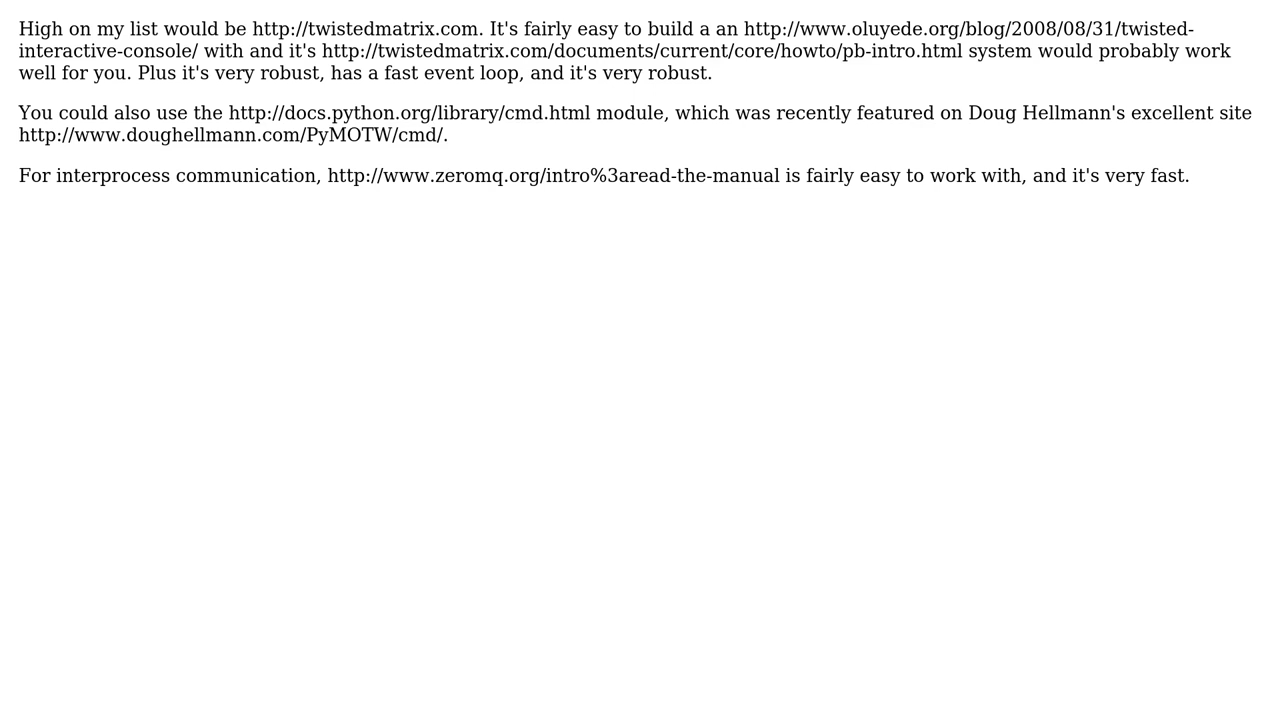 High on my list would be http://twistedmatrix.com. It's fairly easy to build a an http://www.oluyede.org/blog/2008/08/31/twisted-
interactive-console/ with and it's http://twistedmatrix.com/documents/current/core/howto/pb-intro.html system would probably work
well for you. Plus it's very robust, has a fast event loop, and it's very robust.
You could also use the http://docs.python.org/library/cmd.html module, which was recently featured on Doug Hellmann's excellent site
http://www.doughellmann.com/PyMOTW/cmd/.
For interprocess communication, http://www.zeromq.org/intro%3aread-the-manual is fairly easy to work with, and it's very fast.